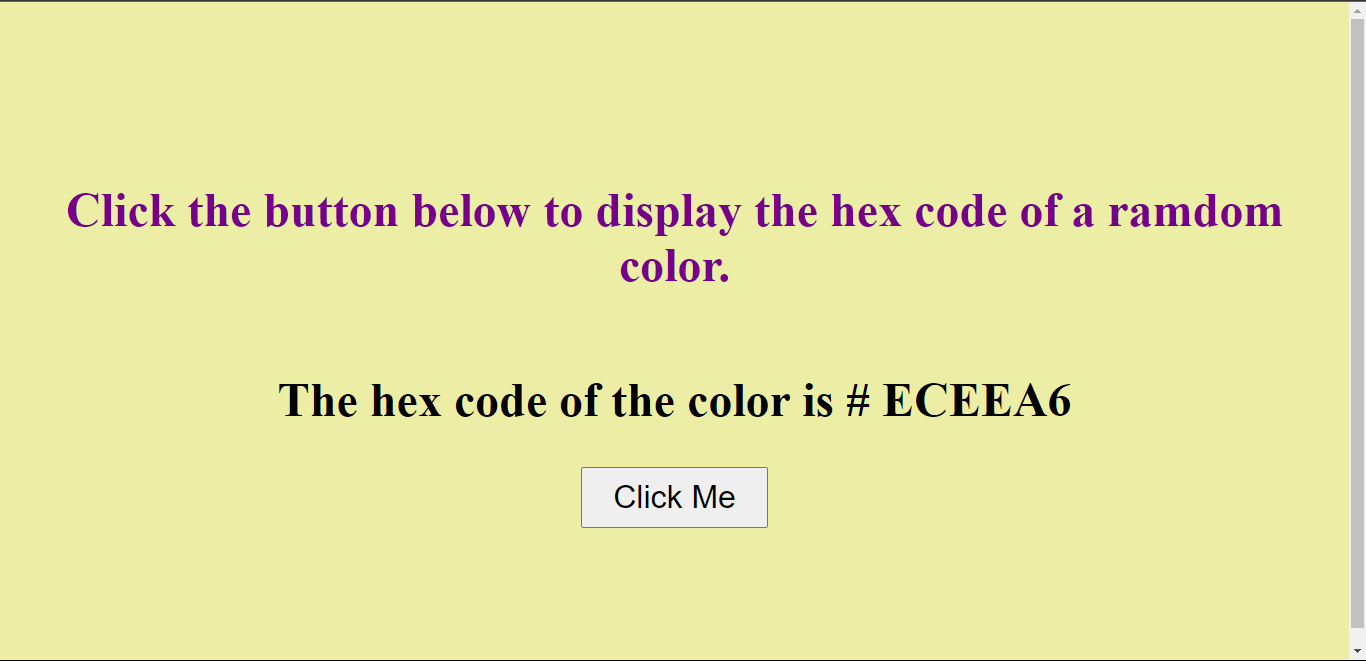 Click the button below to display the hex code of a ramdom
color.
The hex code of the color is # ECEEA6
Click Me